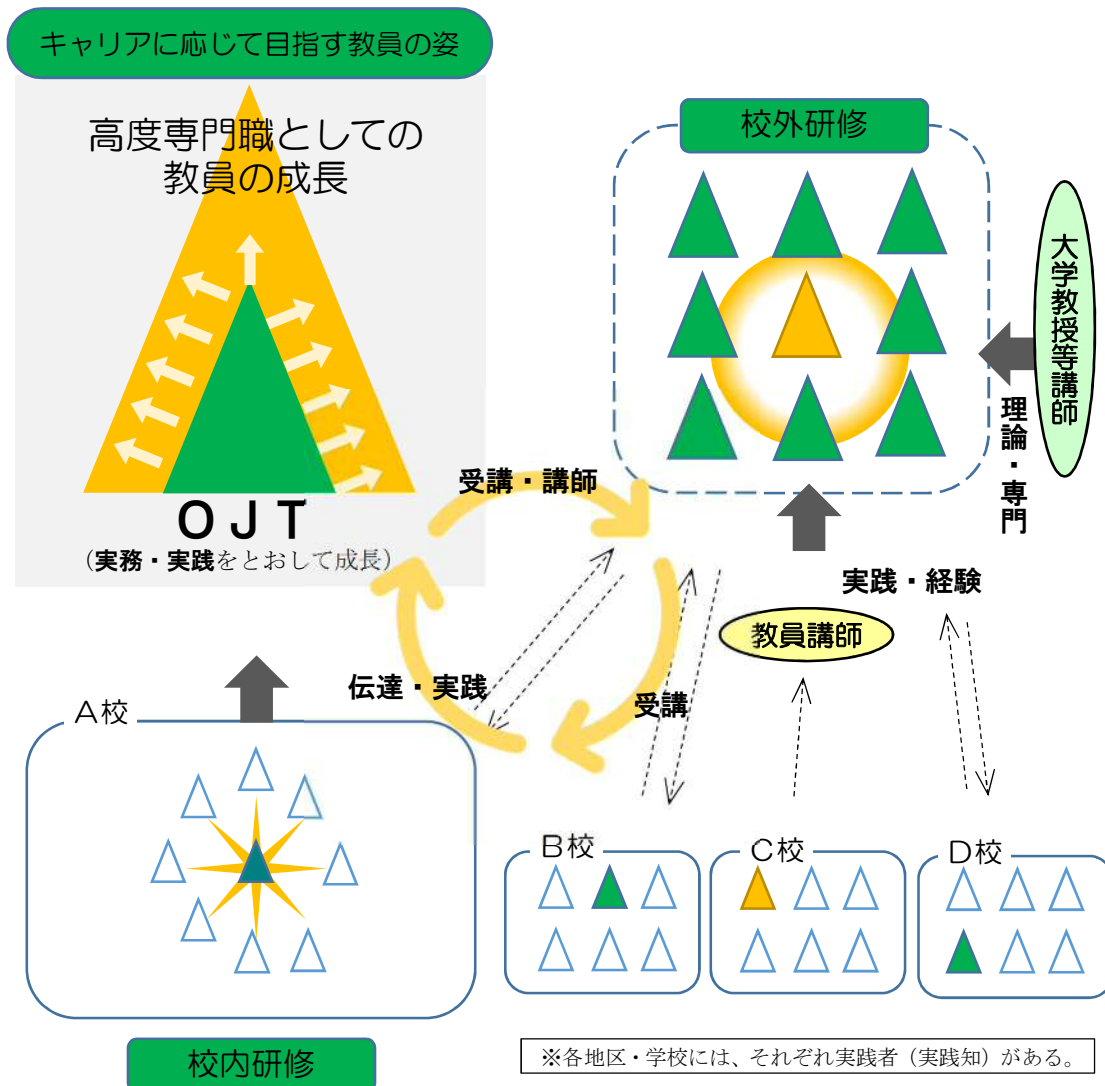 キャリアに応じて目指す教員の姿
高度専門職としての
教員の成長
OJT
(実務・実践をとおして成長)
校外研修
大学教授等講師
理論・専門
受講・講師
実践・経験
教員講師
伝達・実践
受講
A校
B校
C校
D校
校内研修
※各地区・学校には、それぞれ実践者(実践知)がある。